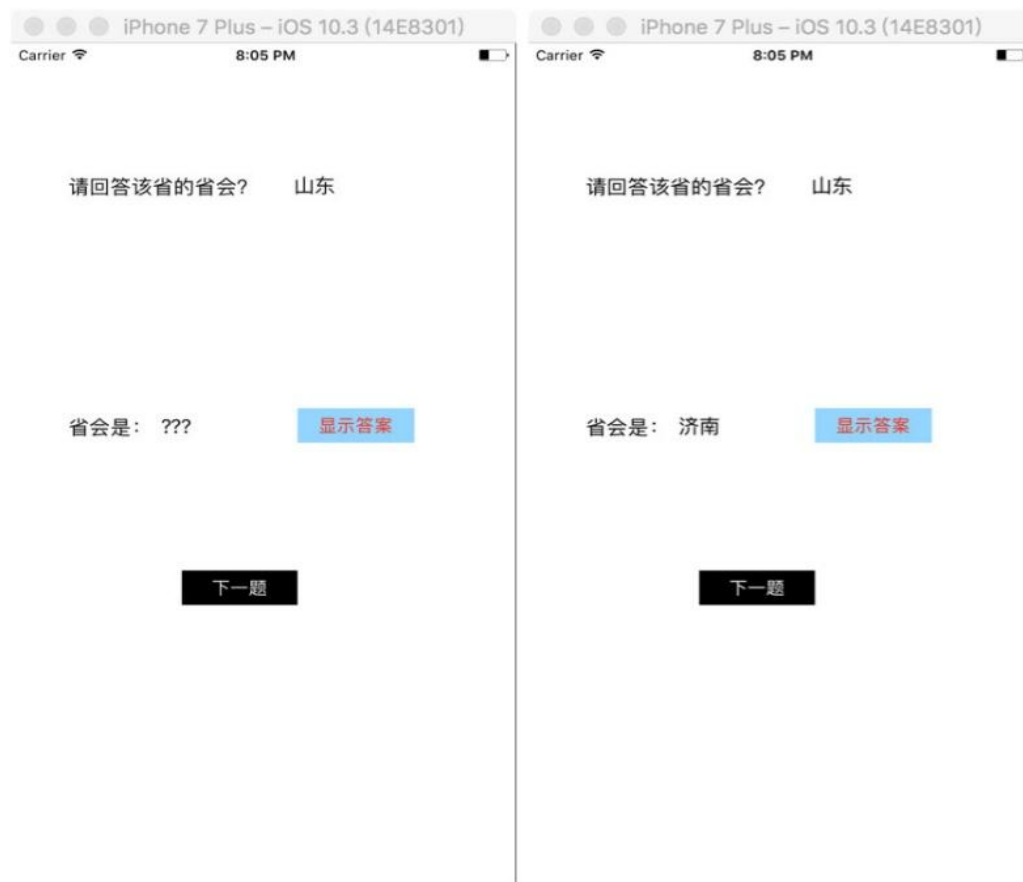 iPhone 7 Plus – iOS 10.3 (14E8301)
Carrier 8:05 PM
请回答该省的省会? 山东
省会是： ??? 显示答案
下一题
iPhone 7 Plus – iOS 10.3 (14E8301)
Carrier 8:05 PM
请回答该省的省会? 山东
省会是： 济南 显示答案
下一题